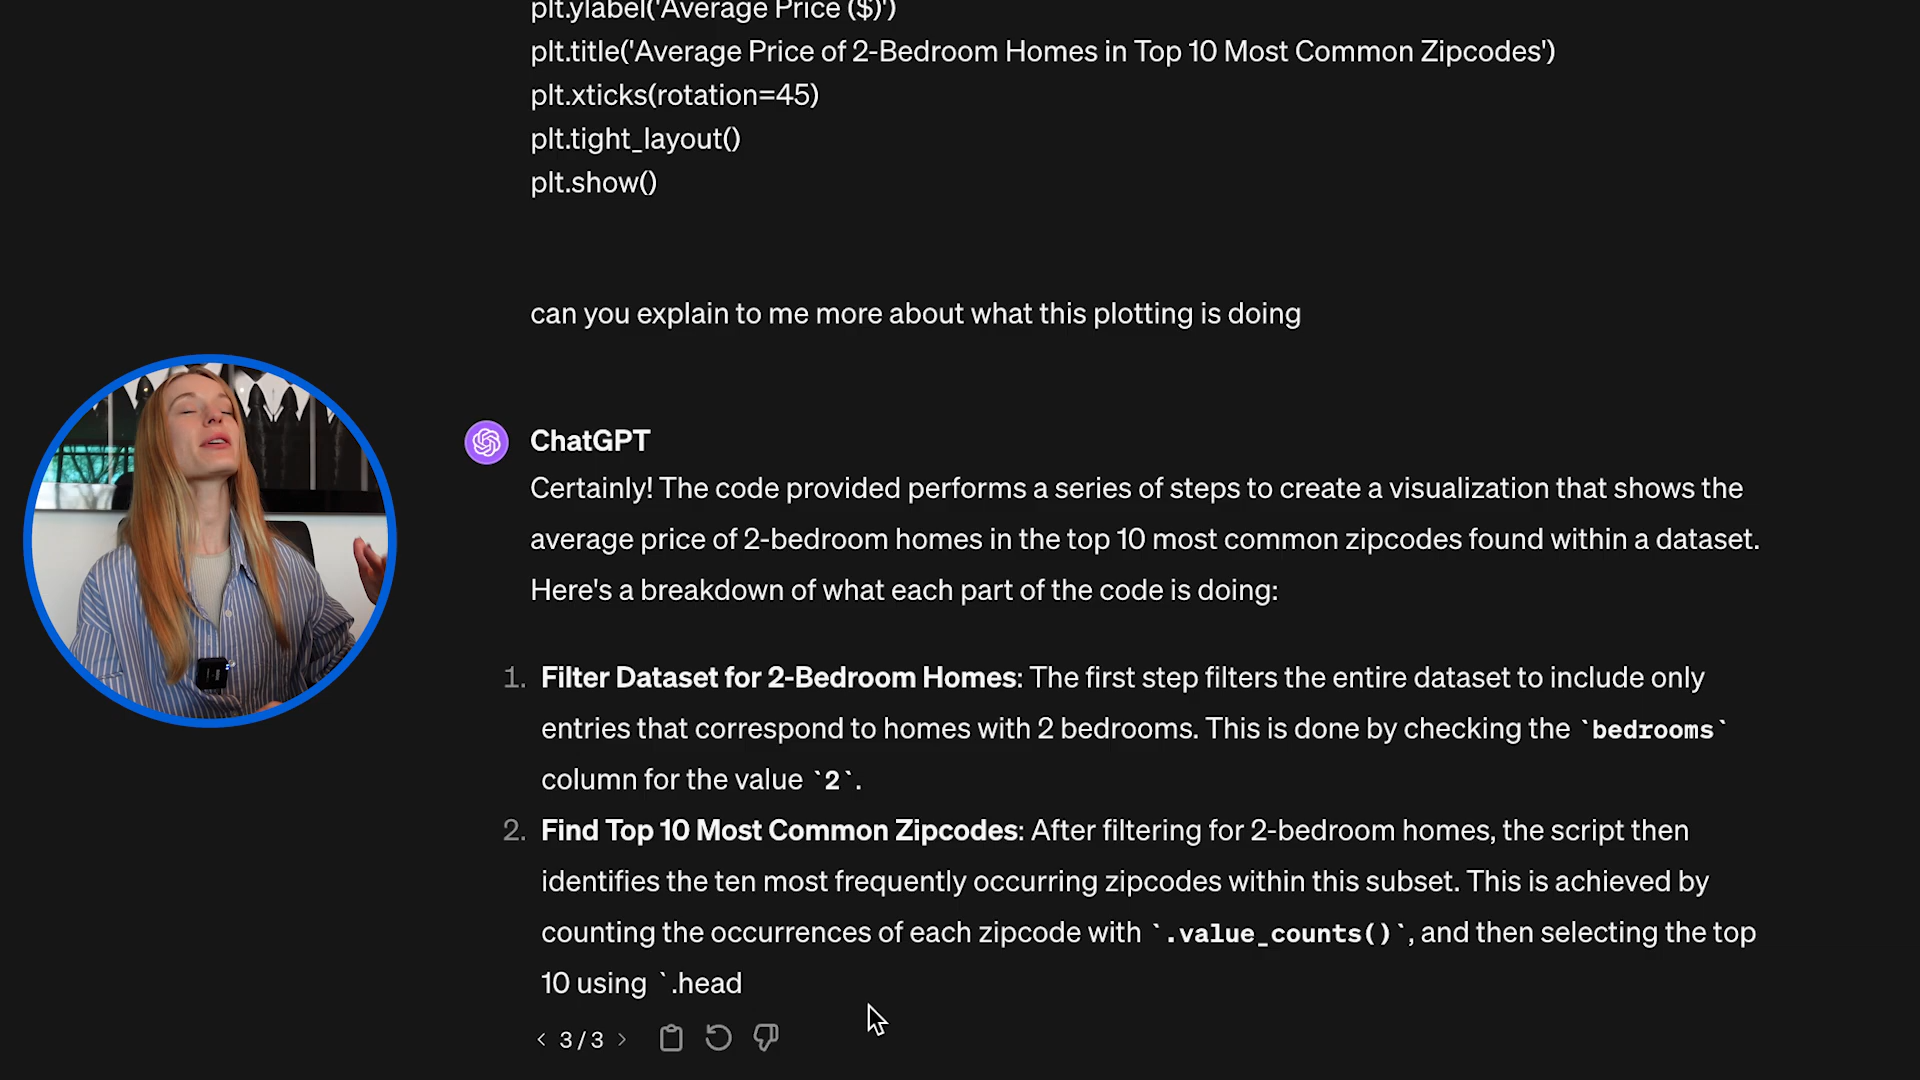 plt.ylabel('Average Price ($)')
plt.title('Average Price of 2-Bedroom Homes in Top 10 Most Common Zipcodes')
plt.xticks(rotation=45)
plt.tight_layout()
plt.show()
can you explain to me more about what this plotting is doing
ChatGPT
Certainly! The code provided performs a series of steps to create a visualization that shows the
average price of 2-bedroom homes in the top 10 most common zipcodes found within a dataset.
Here's a breakdown of what each part of the code is doing:
1. Filter Dataset for 2-Bedroom Homes: The first step filters the entire dataset to include only
entries that correspond to homes with 2 bedrooms. This is done by checking the `bedrooms`
column for the value `2`.
2. Find Top 10 Most Common Zipcodes: After filtering for 2-bedroom homes, the script then
identifies the ten most frequently occurring zipcodes within this subset. This is achieved by
counting the occurrences of each zipcode with `.value_counts()`, and then selecting the top
10 using `.head
< 3 / 3 >